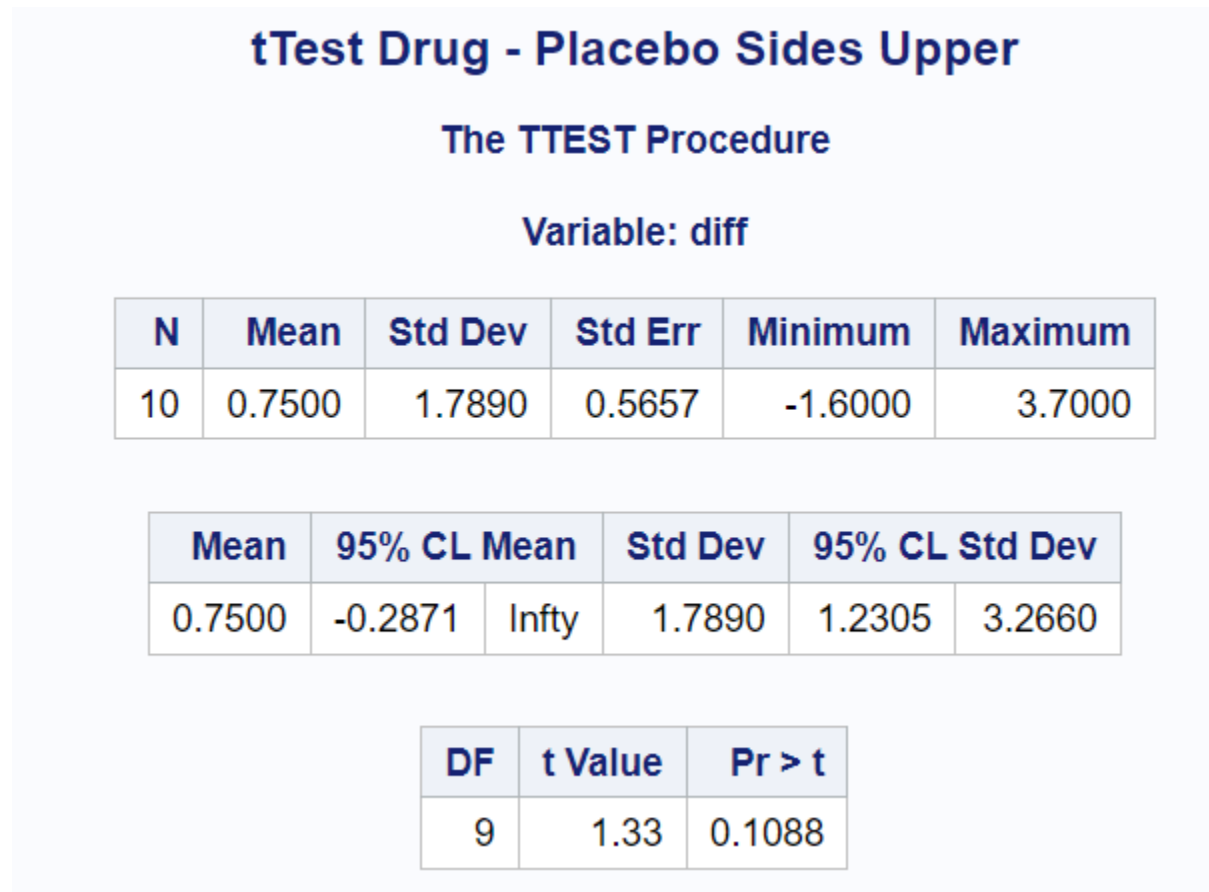 tTest Drug - Placebo Sides Upper
The TTEST Procedure
Variable: diff
N Mean Std Dev Std Err Minimum Maximum
10 0.7500 1.7890 0.5657 -1.6000 3.7000
Mean 95% CL Mean Std Dev 95% CL Std Dev
0.7500 -0.2871 Infty 1.7890 1.2305 3.2660
DF t Value Pr > t
9 1.33 0.1088